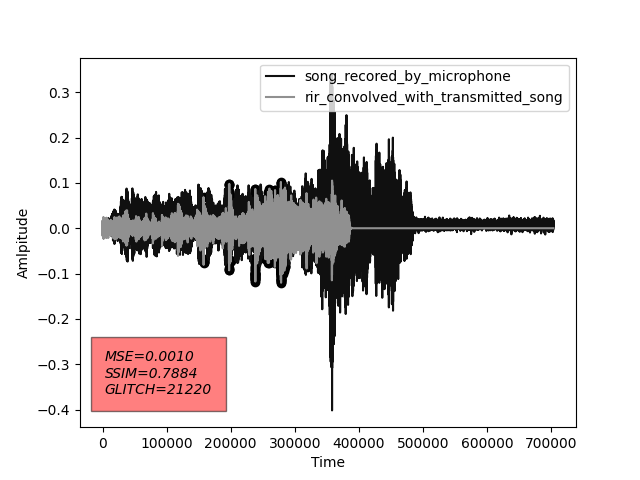 song_recored_by_microphone
rir_convolved_with_transmitted_song
Amlpitude
0.3
0.2
0.1
0.0
−0.1
−0.2
−0.3
−0.4
MSE=0.0010
SSIM=0.7884
GLITCH=21220
0 100000 200000 300000 400000 500000 600000 700000
Time